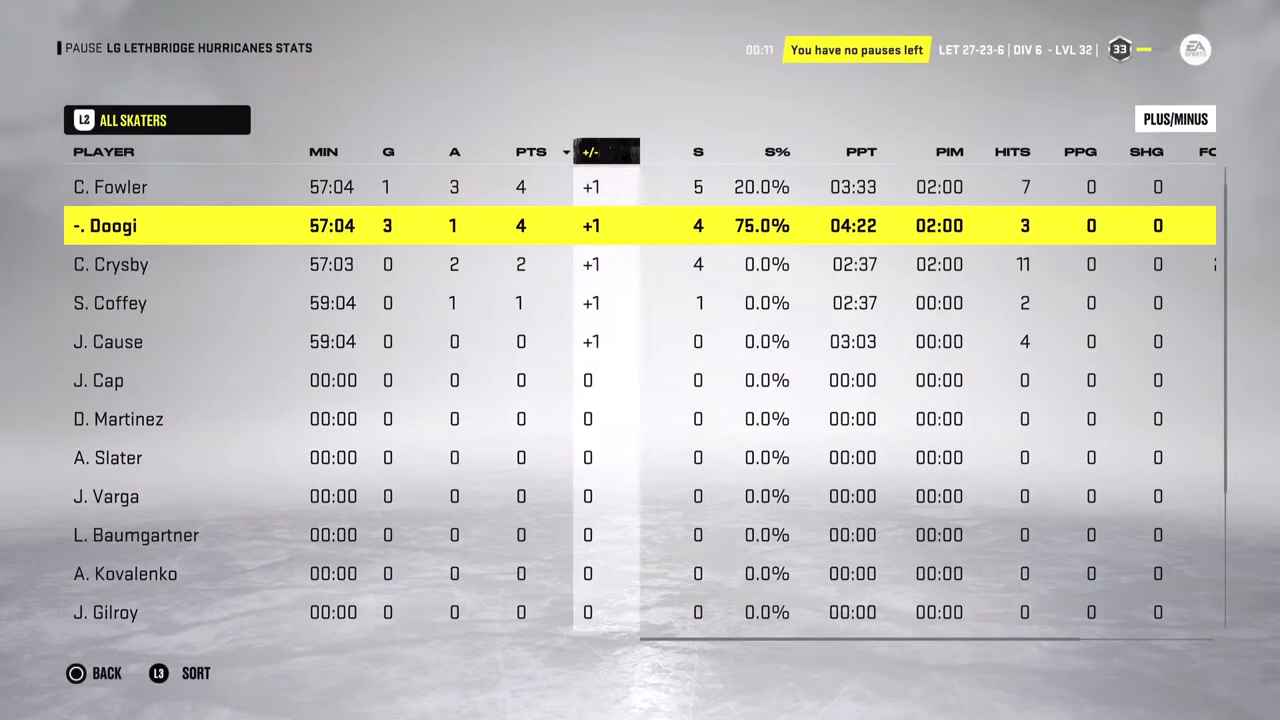 PAUSE LG LETHBRIDGE HURRICANES STATS
00:11 You have no pauses left LET 27-23-6 | DIV 6 - LVL 32 | 33 EA SPORTS
L2 ALL SKATERS PLUS/MINUS
PLAYER MIN G A PTS +/- S S% PPT PIM HITS PPG SHG FO
C. Fowler 57:04 1 3 4 +1 5 20.0% 03:33 02:00 7 0 0
-. Doogi 57:04 3 1 4 +1 4 75.0% 04:22 02:00 3 0 0
C. Crysby 57:03 0 2 2 +1 4 0.0% 02:37 02:00 11 0 0
S. Coffey 59:04 0 1 1 +1 1 0.0% 02:37 00:00 2 0 0
J. Cause 59:04 0 0 0 +1 0 0.0% 03:03 00:00 4 0 0
J. Cap 00:00 0 0 0 0 0 0.0% 00:00 00:00 0 0 0
D. Martinez 00:00 0 0 0 0 0 0.0% 00:00 00:00 0 0 0
A. Slater 00:00 0 0 0 0 0 0.0% 00:00 00:00 0 0 0
J. Varga 00:00 0 0 0 0 0 0.0% 00:00 00:00 0 0 0
L. Baumgartner 00:00 0 0 0 0 0 0.0% 00:00 00:00 0 0 0
A. Kovalenko 00:00 0 0 0 0 0 0.0% 00:00 00:00 0 0 0
J. Gilroy 00:00 0 0 0 0 0 0.0% 00:00 00:00 0 0 0
BACK L3 SORT